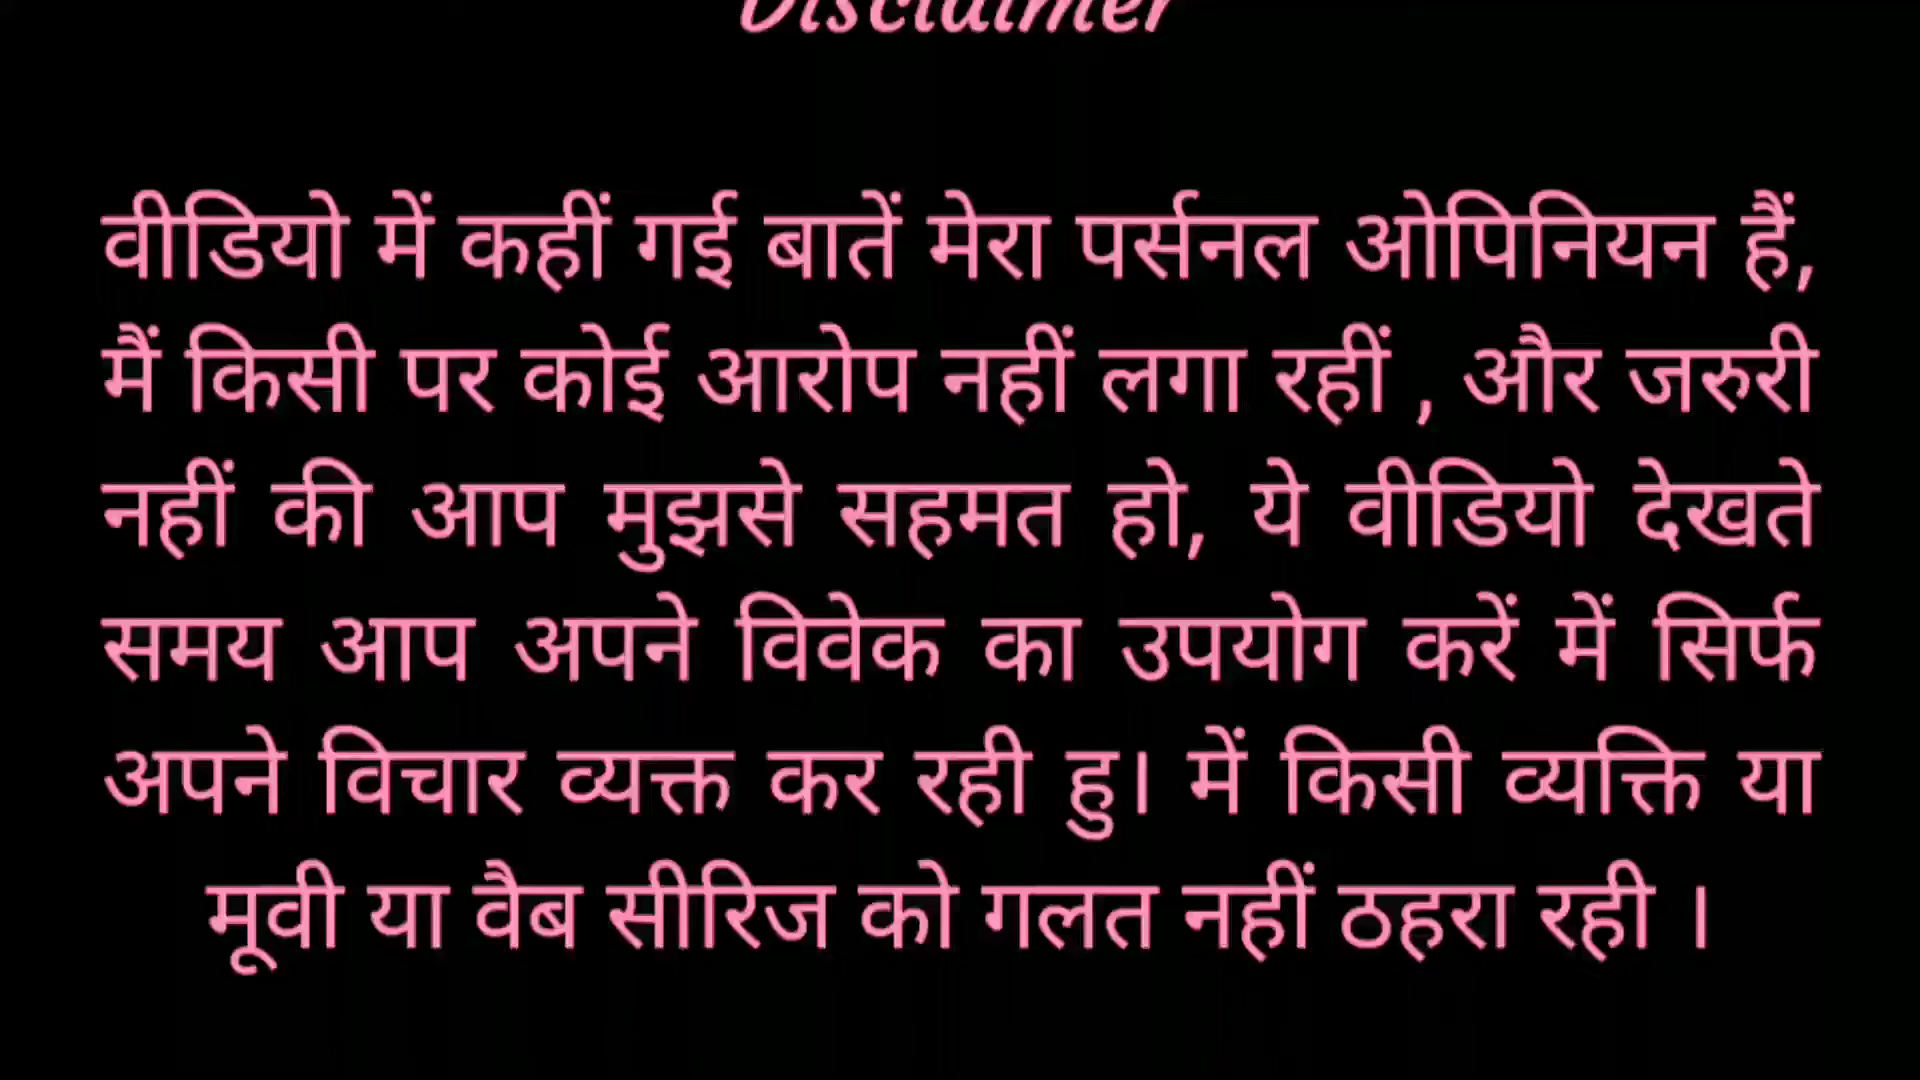 Disclaimer
वीडियो में कहीं गई बातें मेरा पर्सनल ओपिनियन हैं,
मैं किसी पर कोई आरोप नहीं लगा रहीं , और जरुरी
नहीं की आप मुझसे सहमत हो, ये वीडियो देखते
समय आप अपने विवेक का उपयोग करें में सिर्फ
अपने विचार व्यक्त कर रही हु। में किसी व्यक्ति या
मूवी या वैब सीरिज को गलत नहीं ठहरा रही ।